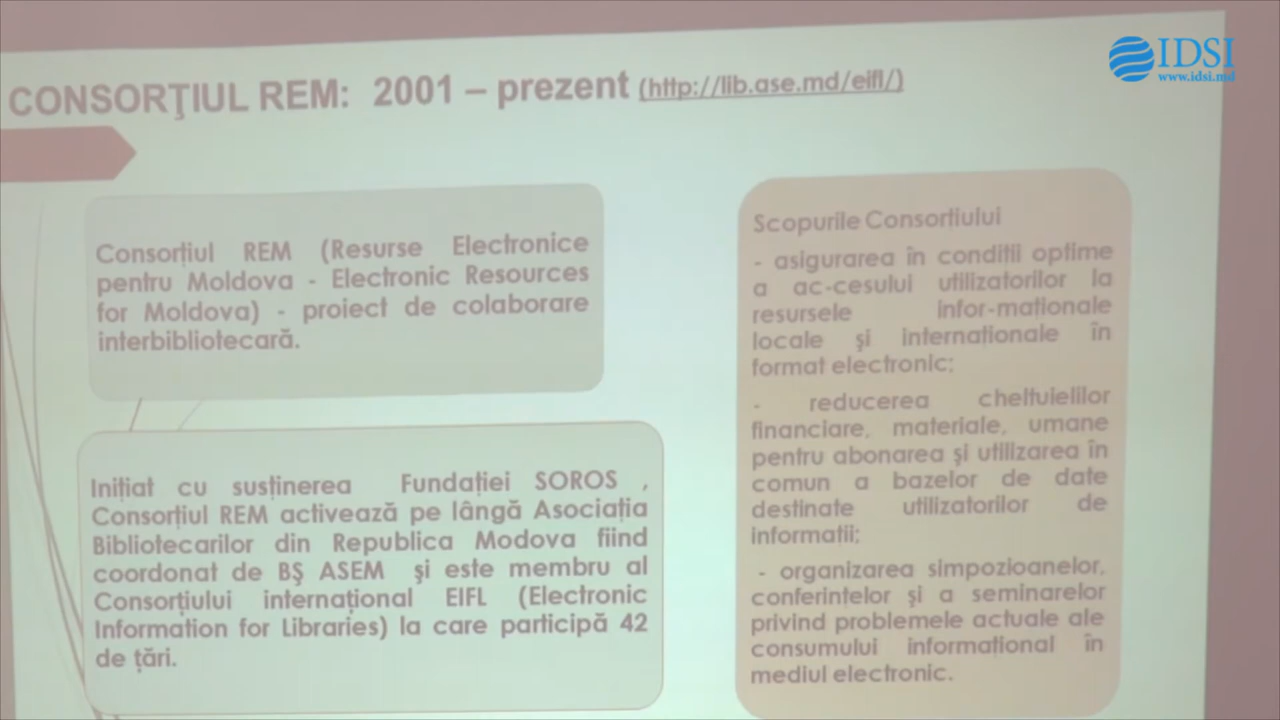 IDSI
www.idsi.md
CONSORŢIUL REM: 2001 – prezent (http://lib.ase.md/eifl/)
Consorțiul REM (Resurse Electronice
pentru Moldova - Electronic Resources
for Moldova) - proiect de colaborare
interbibliotecară.
Inițiat cu susținerea Fundației SOROS ,
Consorțiul REM activează pe lângă Asociația
Bibliotecarilor din Republica Modova fiind
coordonat de BŞ ASEM şi este membru al
Consorțiului internațional EIFL (Electronic
Information for Libraries) la care participă 42
de țări.
Scopurile Consorțiului
- asigurarea în condiții optime
a ac-cesului utilizatorilor la
resursele infor-maționale
locale şi internaționale în
format electronic;
- reducerea cheltuielilor
financiare, materiale, umane
pentru abonarea şi utilizarea în
comun a bazelor de date
destinate utilizatorilor de
informații;
- organizarea simpozioanelor,
conferințelor şi a seminarelor
privind problemele actuale ale
consumului informațional în
mediul electronic.